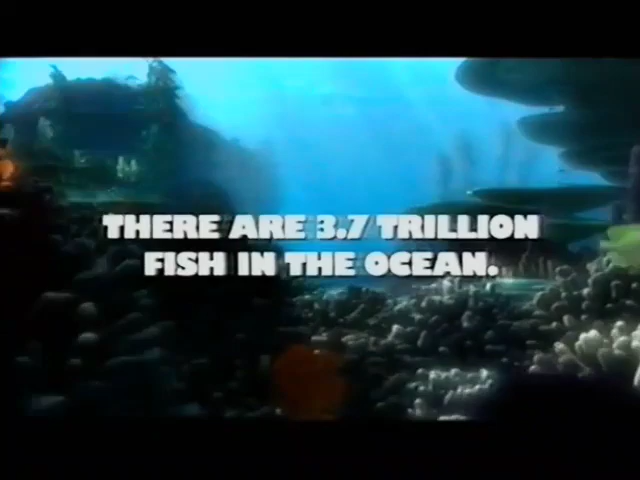 THERE ARE 3.7 TRILLION
FISH IN THE OCEAN.